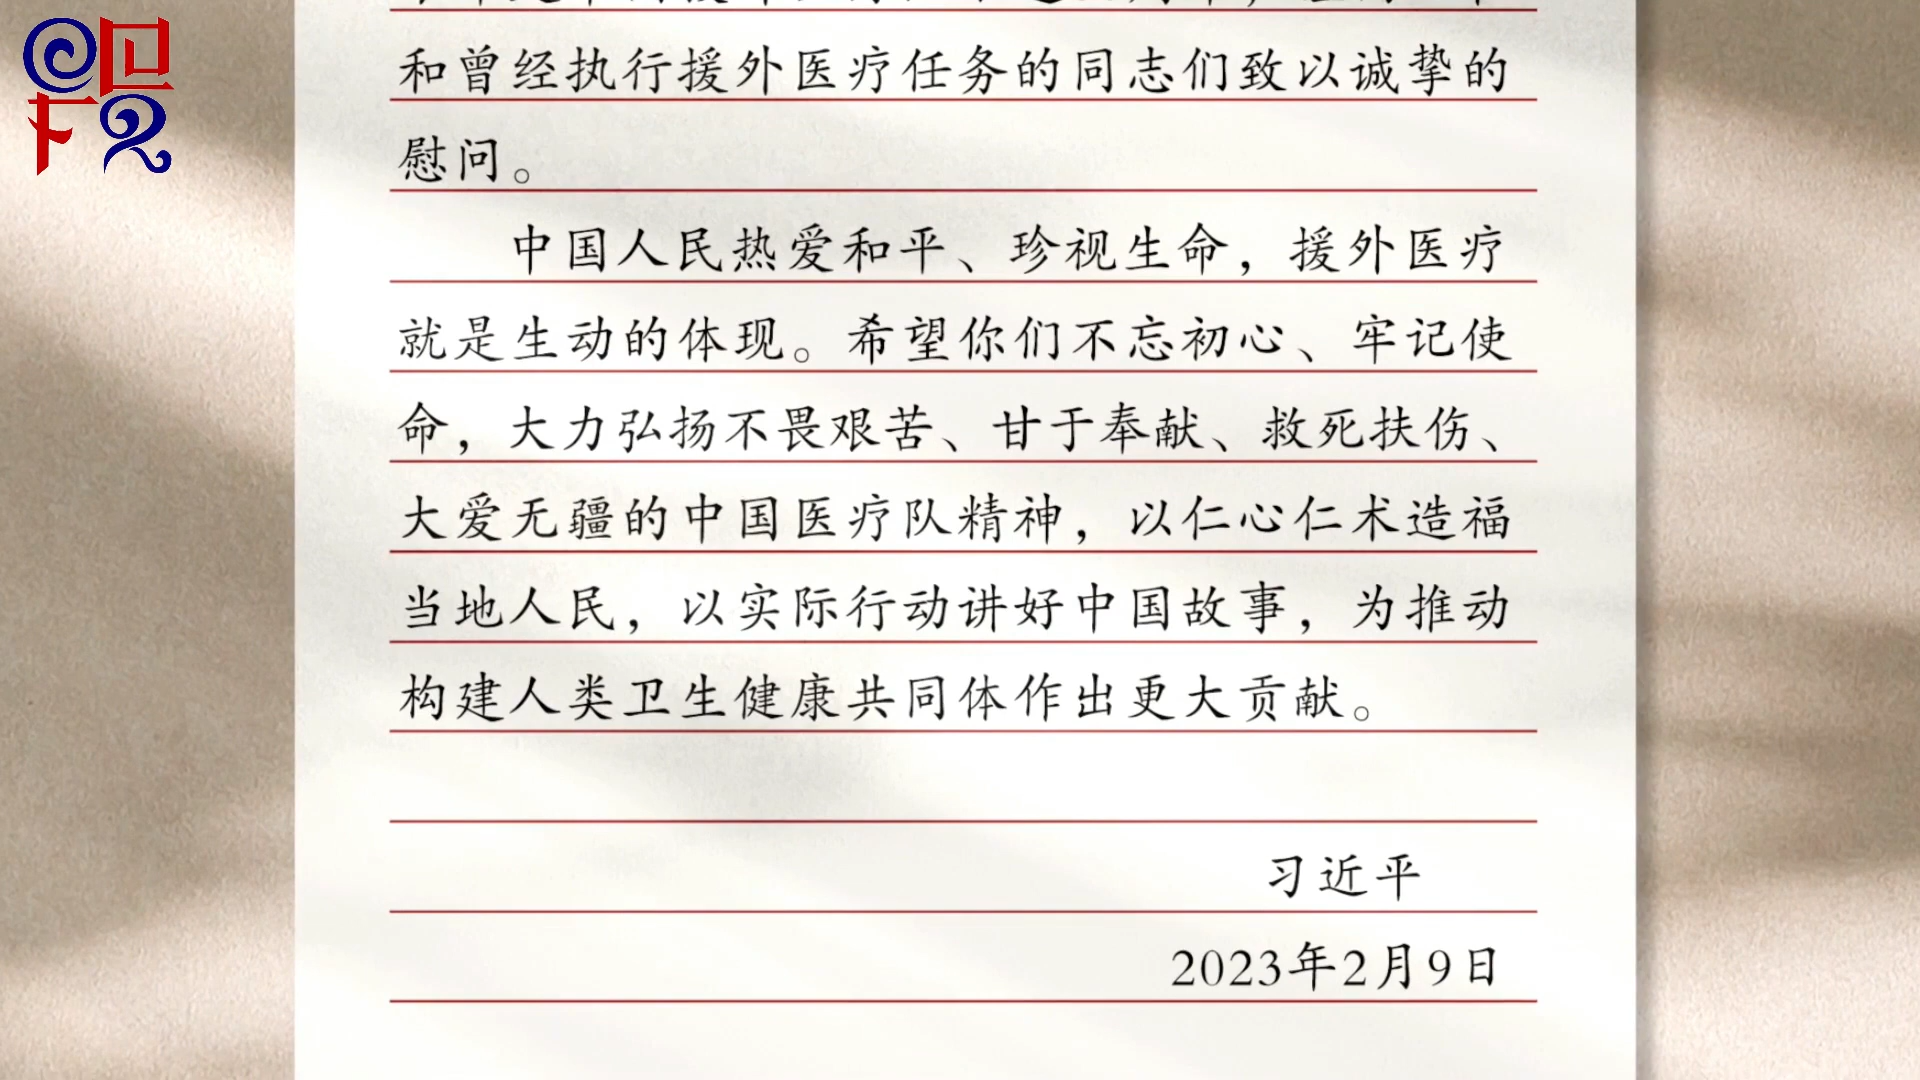 和曾经执行援外医疗任务的同志们致以诚挚的
慰问。
中国人民热爱和平、珍视生命，援外医疗
就是生动的体现。希望你们不忘初心、牢记使
命，大力弘扬不畏艰苦、甘于奉献、救死扶伤、
大爱无疆的中国医疗队精神，以仁心仁术造福
当地人民，以实际行动讲好中国故事，为推动
构建人类卫生健康共同体作出更大贡献。
习近平
2023年2月9日